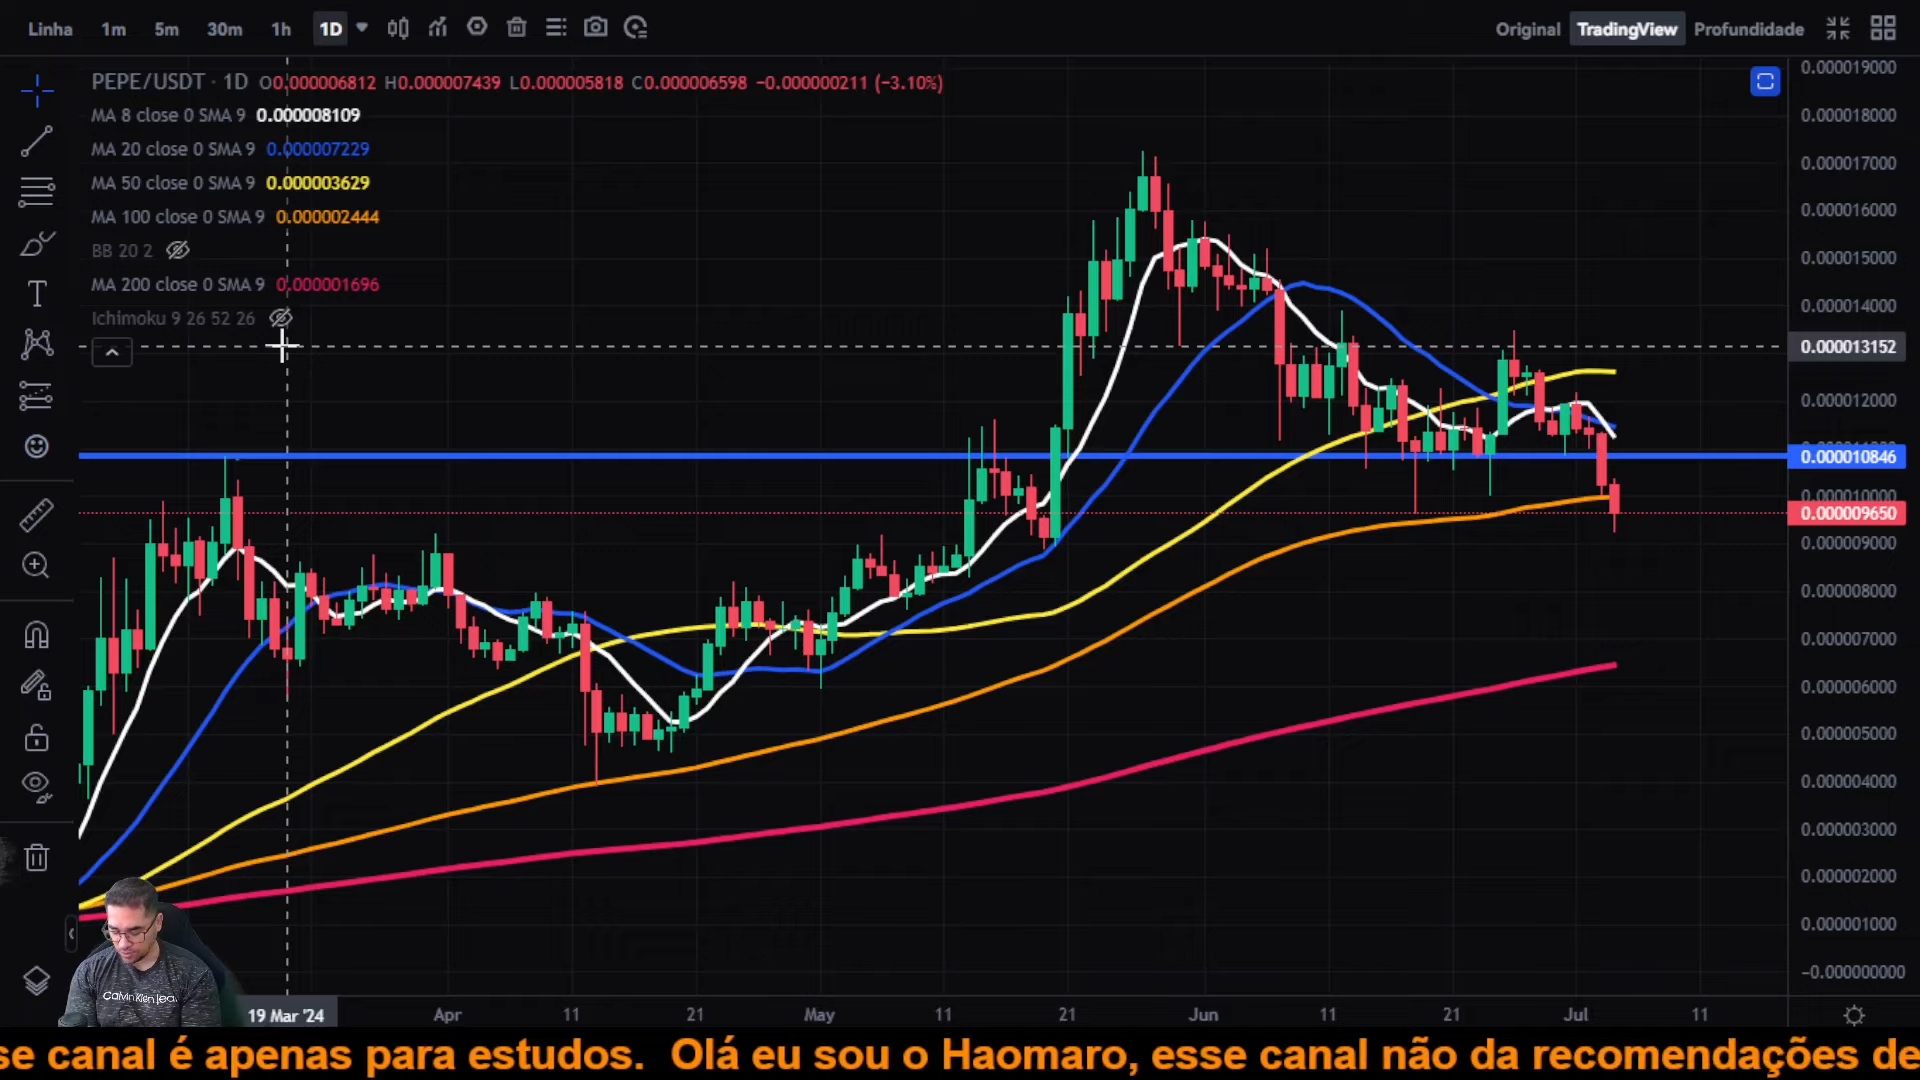 Linha 1m 5m 30m 1h 1D Original TradingView Profundidade
PEPE/USDT · 1D O0.000006812 H0.000007439 L0.000005818 C0.000006598 −0.000000211 (−3.10%)
MA 8 close 0 SMA 9 0.000008109
MA 20 close 0 SMA 9 0.000007229
MA 50 close 0 SMA 9 0.000003629
MA 100 close 0 SMA 9 0.000002444
BB 20 2
MA 200 close 0 SMA 9 0.000001696
Ichimoku 9 26 52 26
0.000019000
0.000018000
0.000017000
0.000016000
0.000015000
0.000014000
0.000013152
0.000012000
0.000010846
0.000010000
0.000009650
0.000009000
0.000008000
0.000007000
0.000006000
0.000005000
0.000004000
0.000003000
0.000002000
0.000001000
−0.000000000
Calvin Klein Jea
19 Mar '24 Apr 11 21 May 11 21 Jun 11 21 Jul 11
se canal é apenas para estudos. Olá eu sou o Haomaro, esse canal não da recomendações de